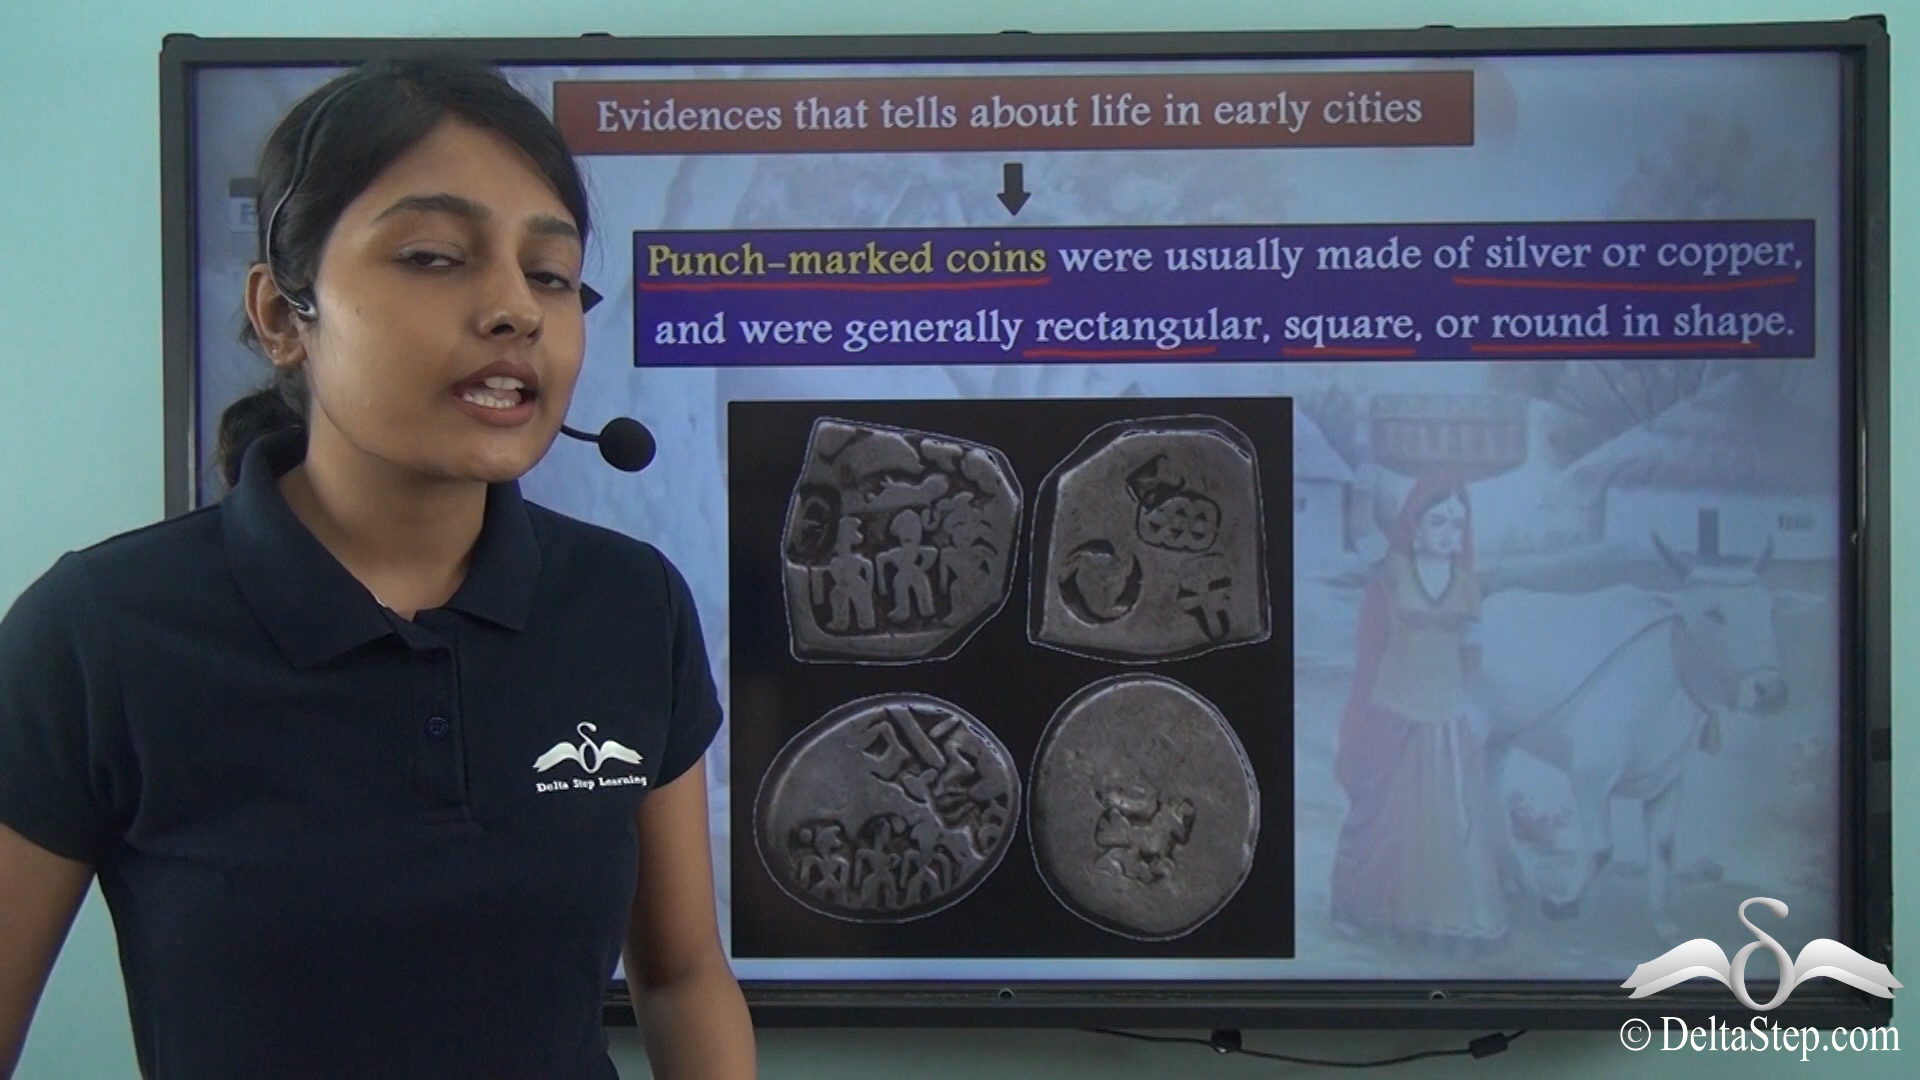 Evidences that tells about life in early cities
Punch-marked coins were usually made of silver or copper,
and were generally rectangular, square, or round in shape.
Delta Step Learning
© DeltaStep.com